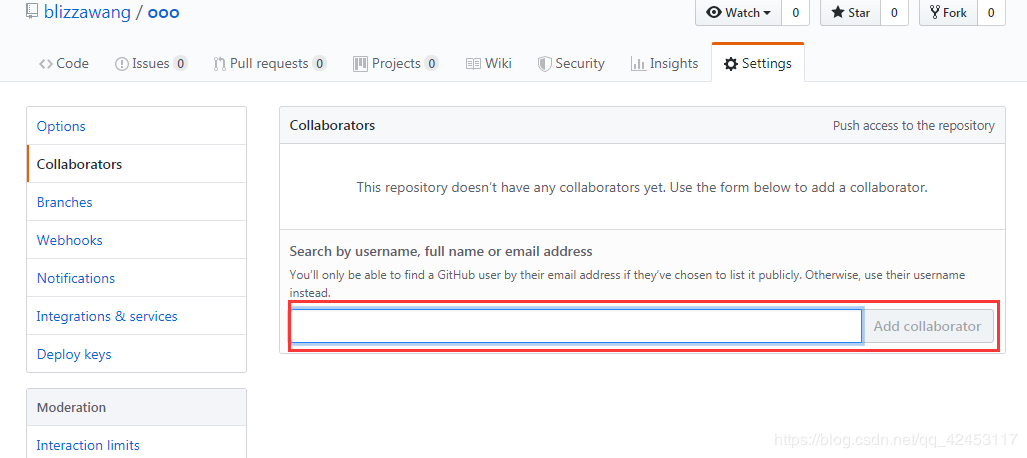 blizzawang / ooo
Watch 0 Star 0 Fork 0
Code Issues 0 Pull requests 0 Projects 0 Wiki Security Insights Settings
Options
Collaborators
Branches
Webhooks
Notifications
Integrations & services
Deploy keys
Moderation
Interaction limits
Collaborators Push access to the repository
This repository doesn't have any collaborators yet. Use the form below to add a collaborator.
Search by username, full name or email address
You'll only be able to find a GitHub user by their email address if they've chosen to list it publicly. Otherwise, use their username
instead.
Add collaborator
https://blog.csdn.net/qq_42453117